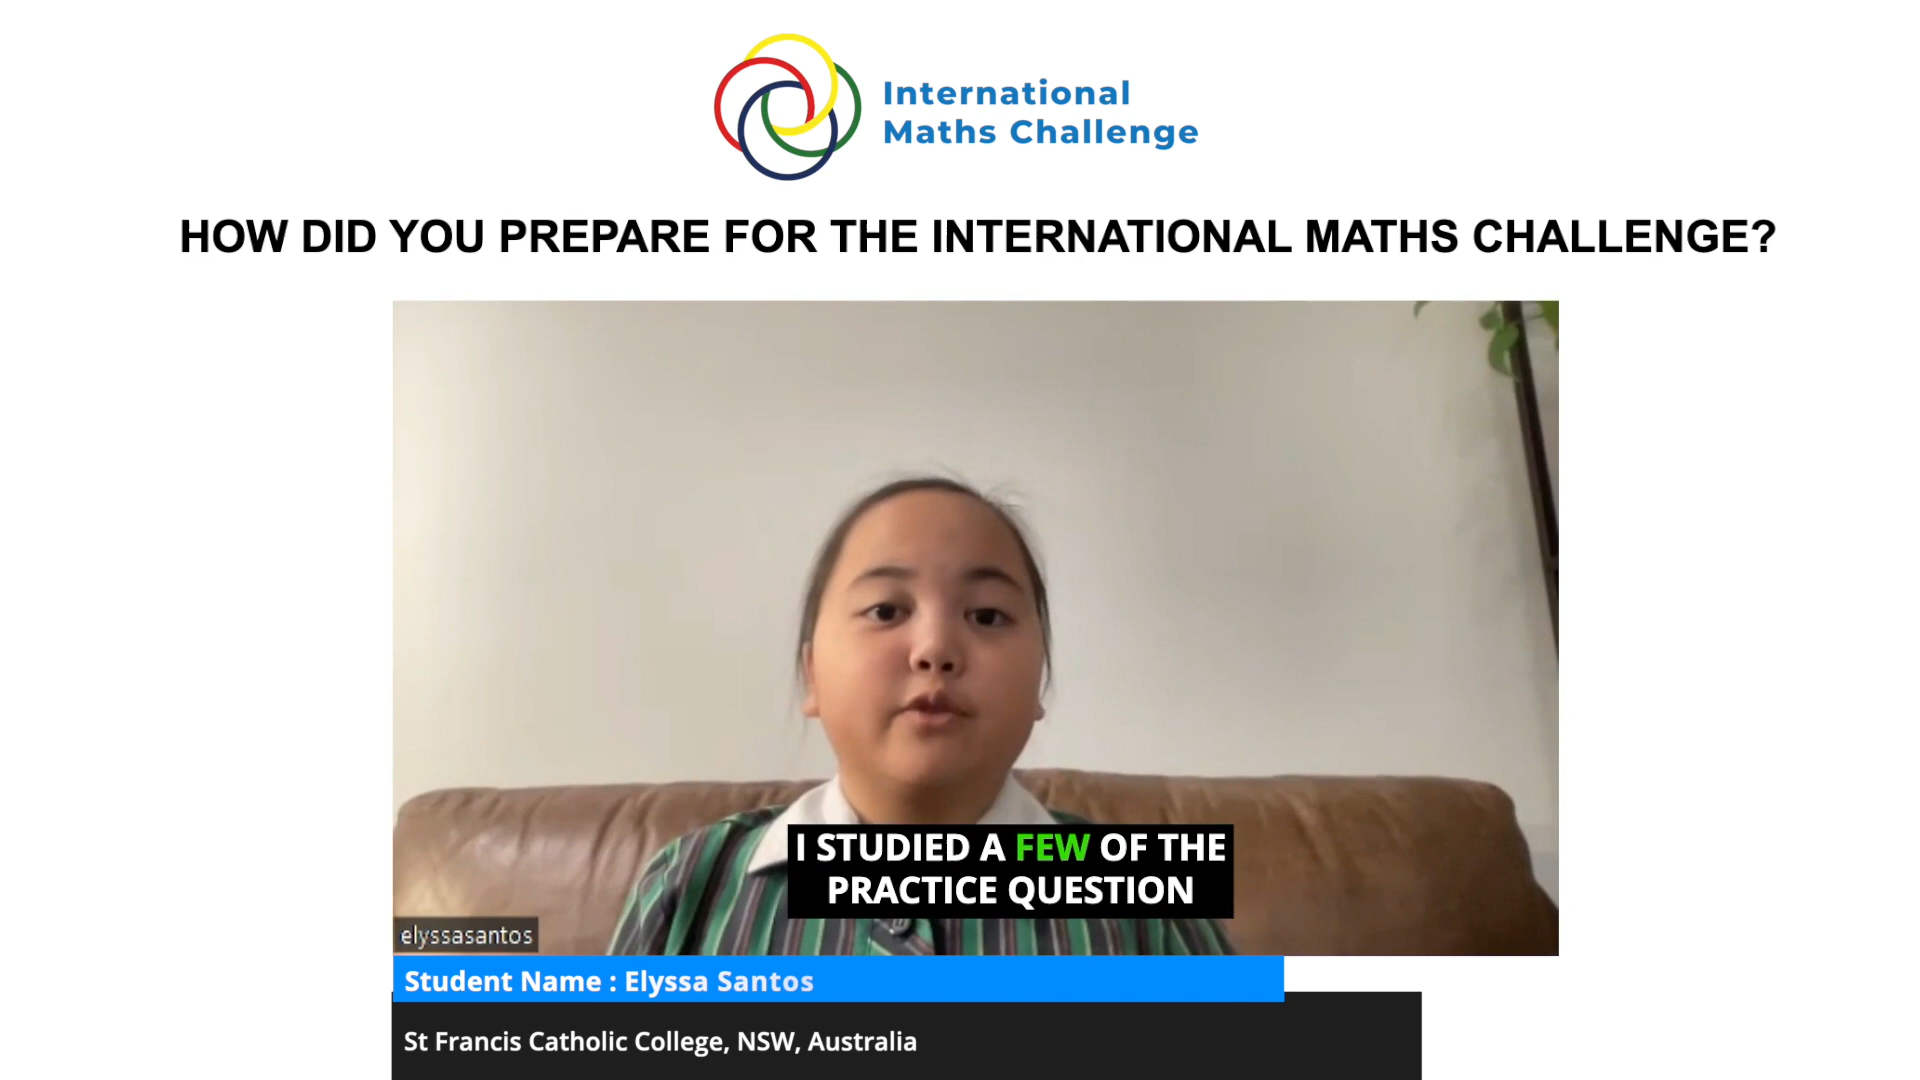 International
Maths Challenge
HOW DID YOU PREPARE FOR THE INTERNATIONAL MATHS CHALLENGE?
I STUDIED A FEW OF THE
PRACTICE QUESTION
elyssasantos
Student Name : Elyssa Santos
St Francis Catholic College, NSW, Australia